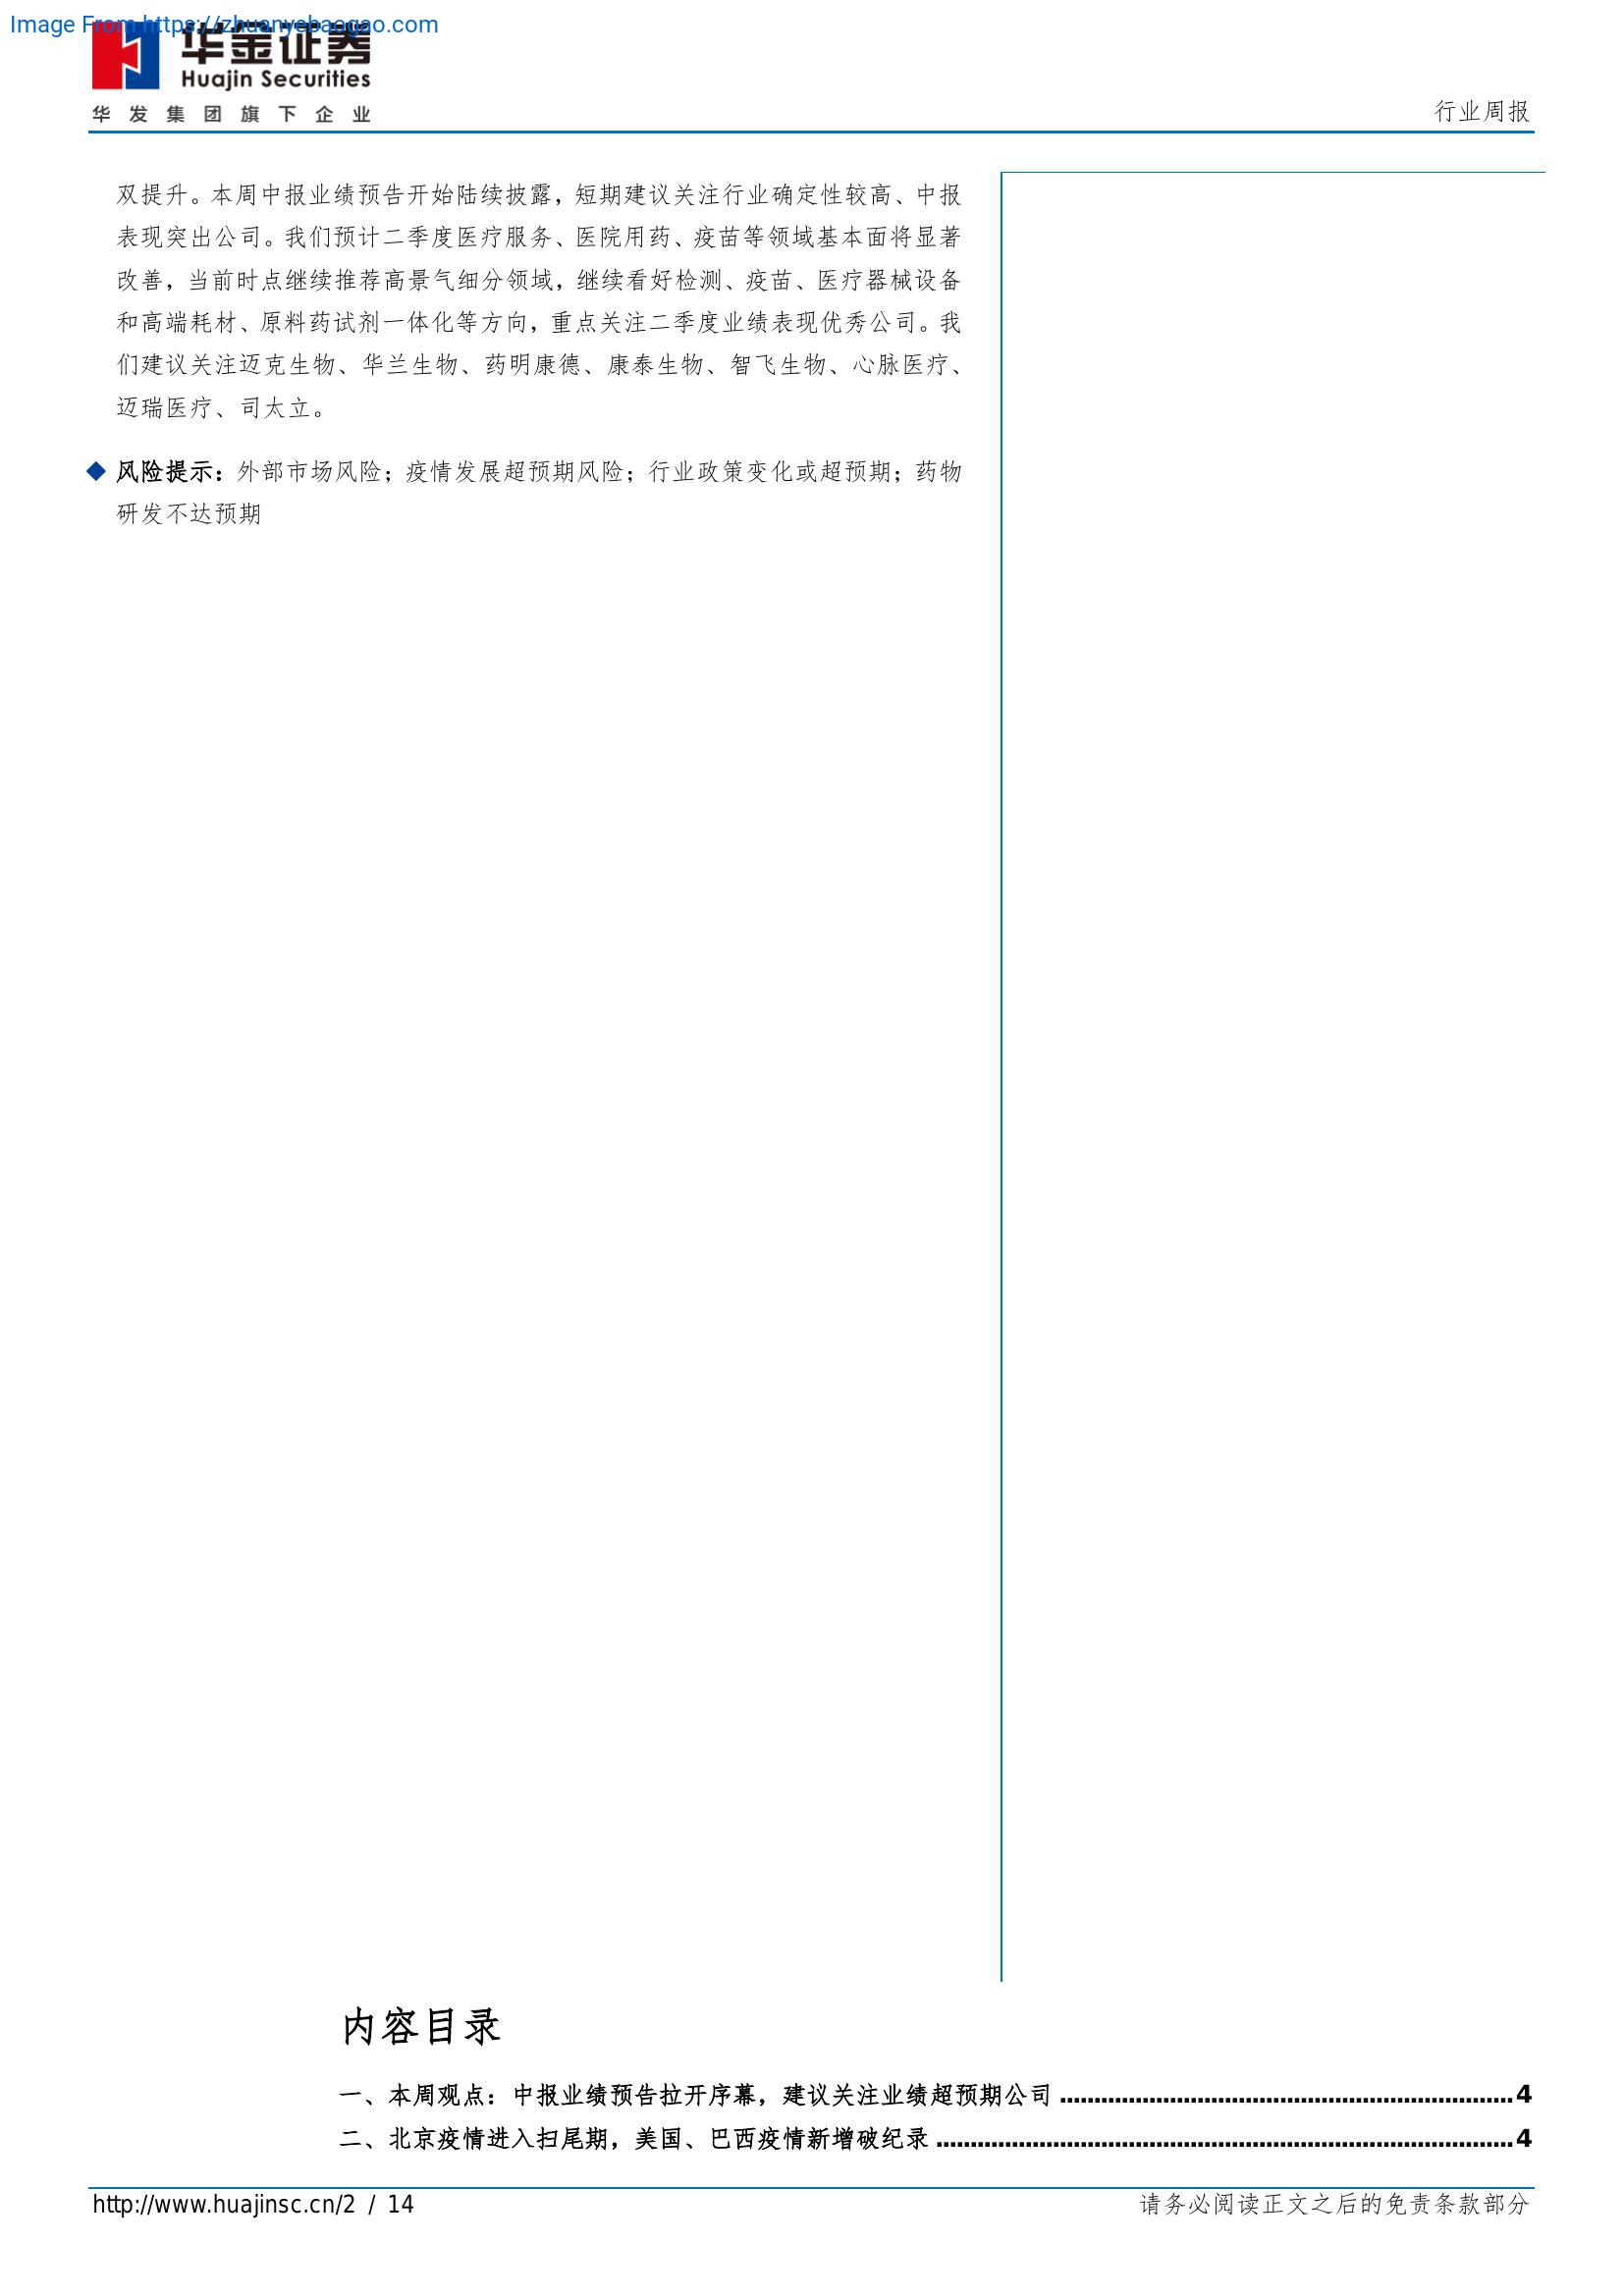 Image From https://zhuanyebaogao.com
华金证券
Huajin Securities
华发集团旗下企业
行业周报
双提升。本周中报业绩预告开始陆续披露，短期建议关注行业确定性较高、中报
表现突出公司。我们预计二季度医疗服务、医院用药、疫苗等领域基本面将显著
改善，当前时点继续推荐高景气细分领域，继续看好检测、疫苗、医疗器械设备
和高端耗材、原料药试剂一体化等方向，重点关注二季度业绩表现优秀公司。我
们建议关注迈克生物、华兰生物、药明康德、康泰生物、智飞生物、心脉医疗、
迈瑞医疗、司太立。
◆ 风险提示：外部市场风险；疫情发展超预期风险；行业政策变化或超预期；药物
研发不达预期
内容目录
一、本周观点：中报业绩预告拉开序幕，建议关注业绩超预期公司 ........................................ 4
二、北京疫情进入扫尾期，美国、巴西疫情新增破纪录 ........................................ 4
http://www.huajinsc.cn/2 / 14
请务必阅读正文之后的免责条款部分